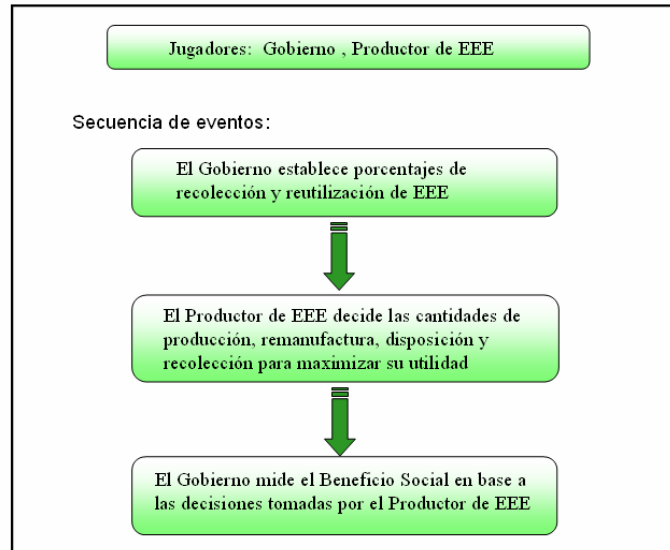 Jugadores: Gobierno , Productor de EEE
Secuencia de eventos:
El Gobierno establece porcentajes de
recolección y reutilización de EEE
El Productor de EEE decide las cantidades de
producción, remanufactura, disposición y
recolección para maximizar su utilidad
El Gobierno mide el Beneficio Social en base a
las decisiones tomadas por el Productor de EEE